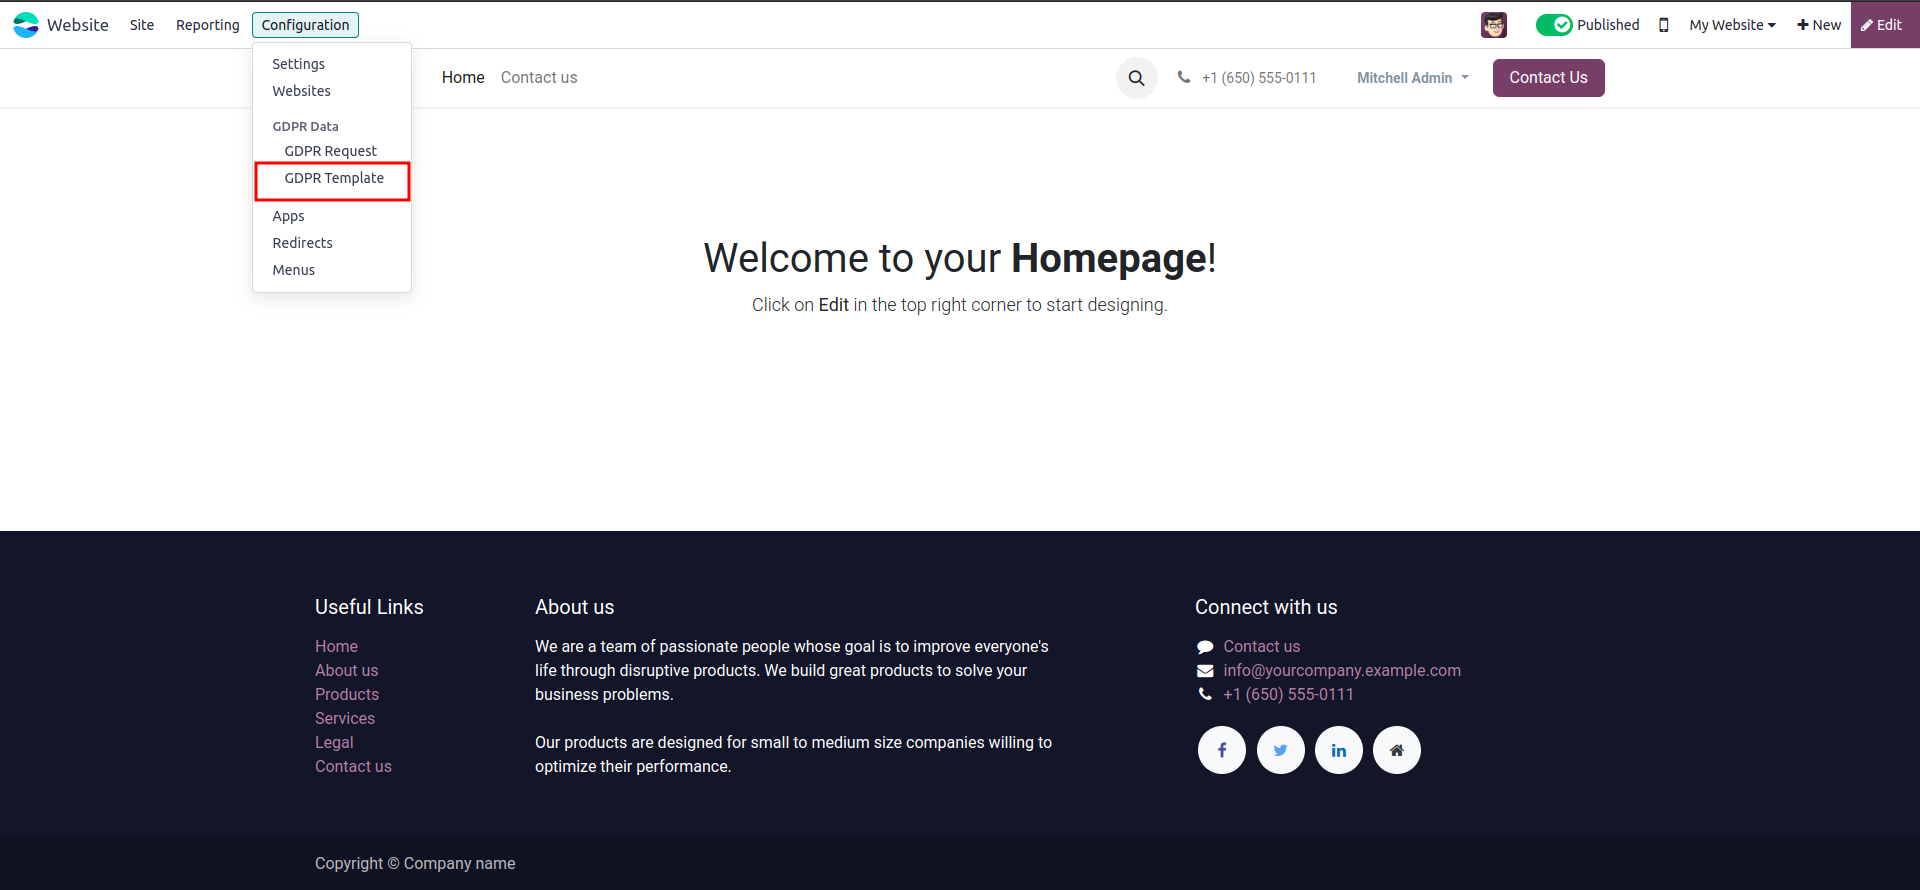 Website Site Reporting Configuration Published My Website New Edit
Settings
Websites
GDPR Data
GDPR Request
GDPR Template
Apps
Redirects
Menus
Home Contact us +1 (650) 555-0111 Mitchell Admin Contact Us
Welcome to your Homepage!
Click on Edit in the top right corner to start designing.
Useful Links
Home
About us
Products
Services
Legal
Contact us
About us
We are a team of passionate people whose goal is to improve everyone's
life through disruptive products. We build great products to solve your
business problems.
Our products are designed for small to medium size companies willing to
optimize their performance.
Connect with us
Contact us
info@yourcompany.example.com
+1 (650) 555-0111
Copyright © Company name